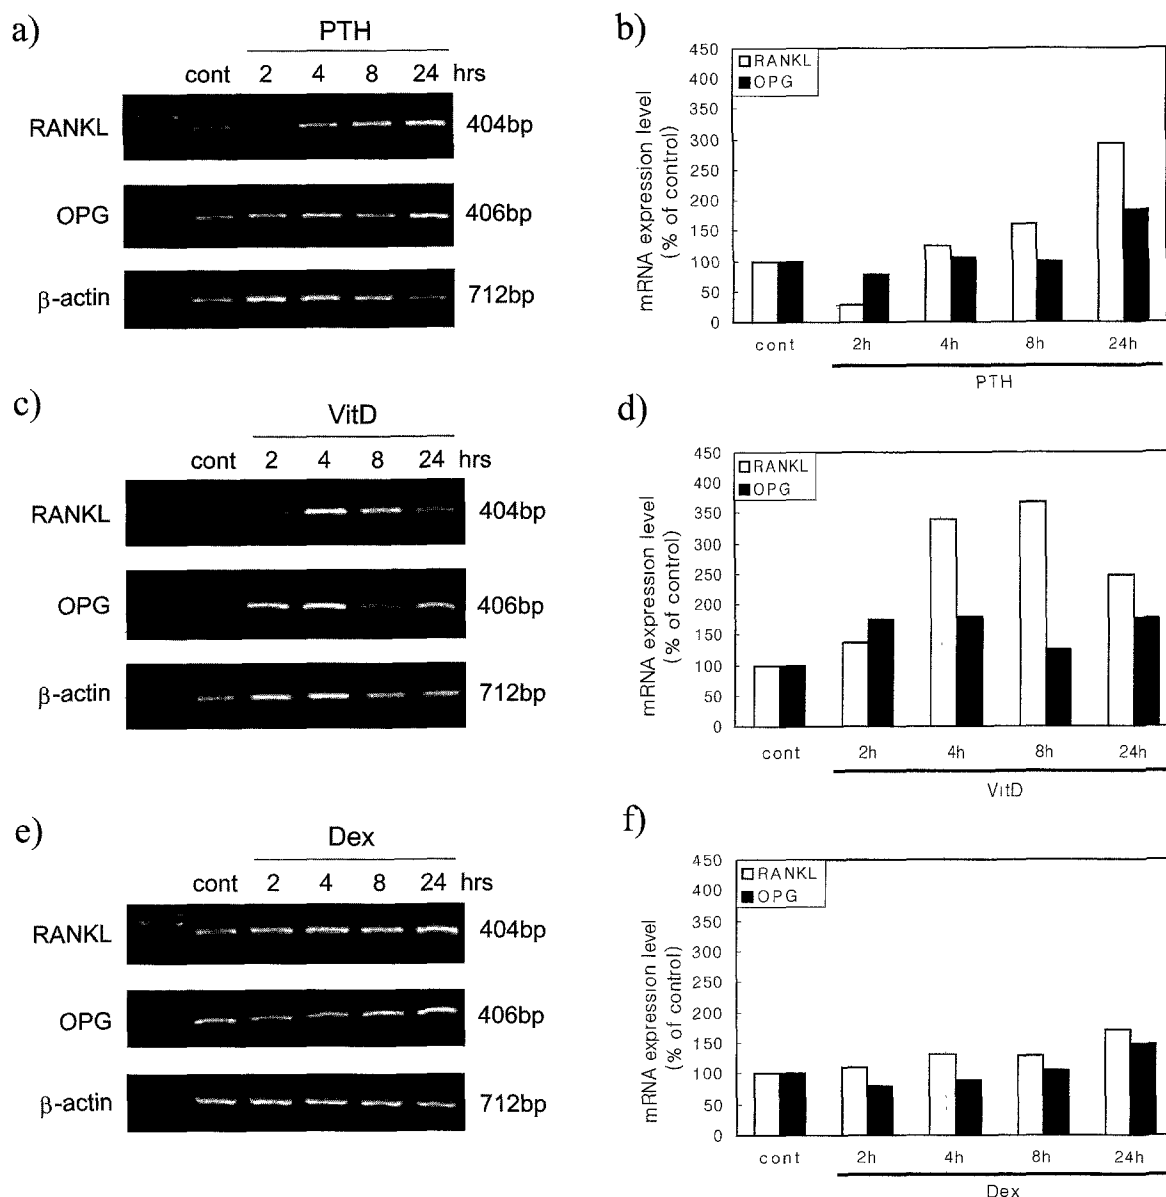 a)
PTH
cont 2 4 8 24 hrs
RANKL 404bp
OPG 406bp
β-actin 712bp
b)
mRNA expression level
(% of control)
450
400
350
300
250
200
150
100
50
0
RANKL
OPG
cont 2h 4h 8h 24h
PTH
c)
VitD
cont 2 4 8 24 hrs
RANKL 404bp
OPG 406bp
β-actin 712bp
d)
mRNA expression level
(% of control)
450
400
350
300
250
200
150
100
50
0
RANKL
OPG
cont 2h 4h 8h 24h
VitD
e)
Dex
cont 2 4 8 24 hrs
RANKL 404bp
OPG 406bp
β-actin 712bp
f)
mRNA expression level
(% of control)
450
400
350
300
250
200
150
100
50
0
RANKL
OPG
cont 2h 4h 8h 24h
Dex